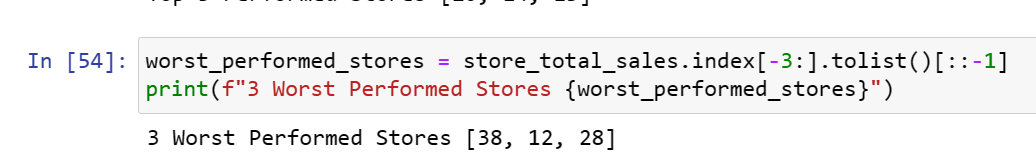 In [54]: worst_performed_stores = store_total_sales.index[-3:].tolist()[::-1]
print(f"3 Worst Performed Stores {worst_performed_stores}")
3 Worst Performed Stores [38, 12, 28]